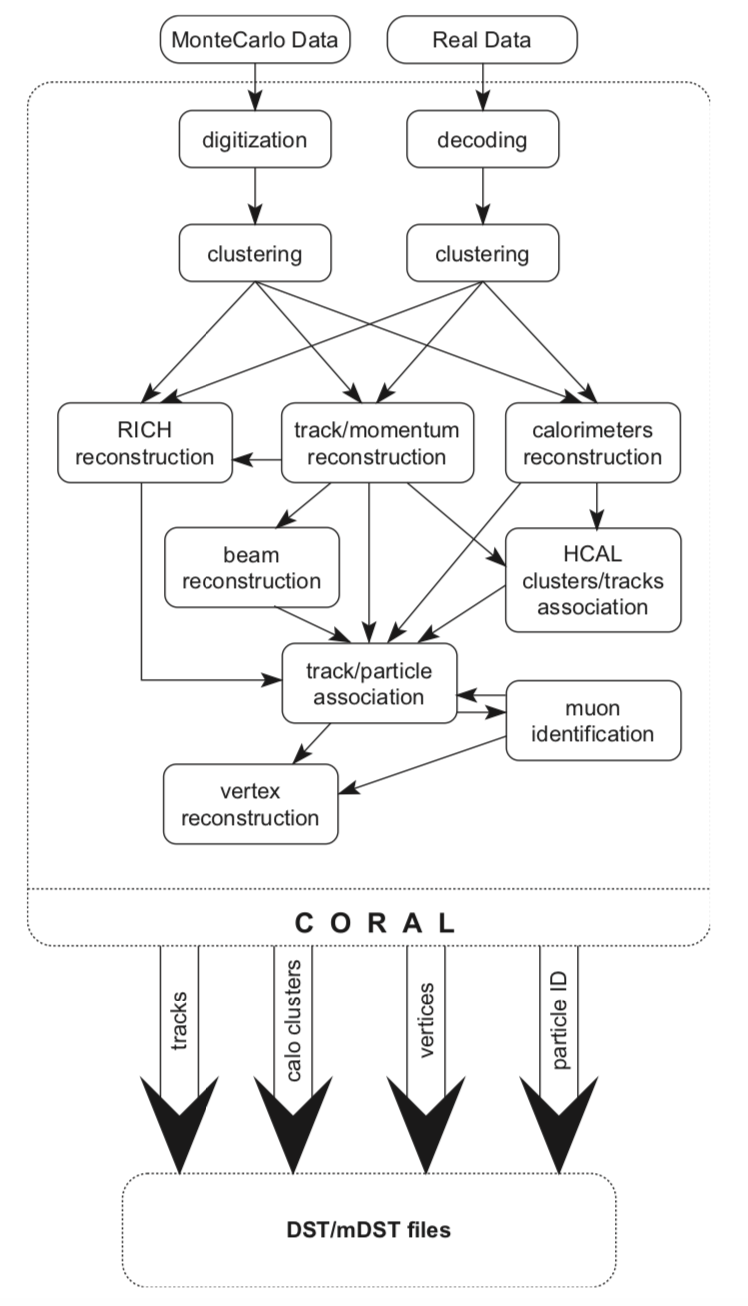 MonteCarlo Data
Real Data
digitization
decoding
clustering
clustering
RICH
reconstruction
track/momentum
reconstruction
calorimeters
reconstruction
beam
reconstruction
HCAL
clusters/tracks
association
track/particle
association
muon
identification
vertex
reconstruction
C O R A L
tracks
calo clusters
vertices
particle ID
DST/mDST files